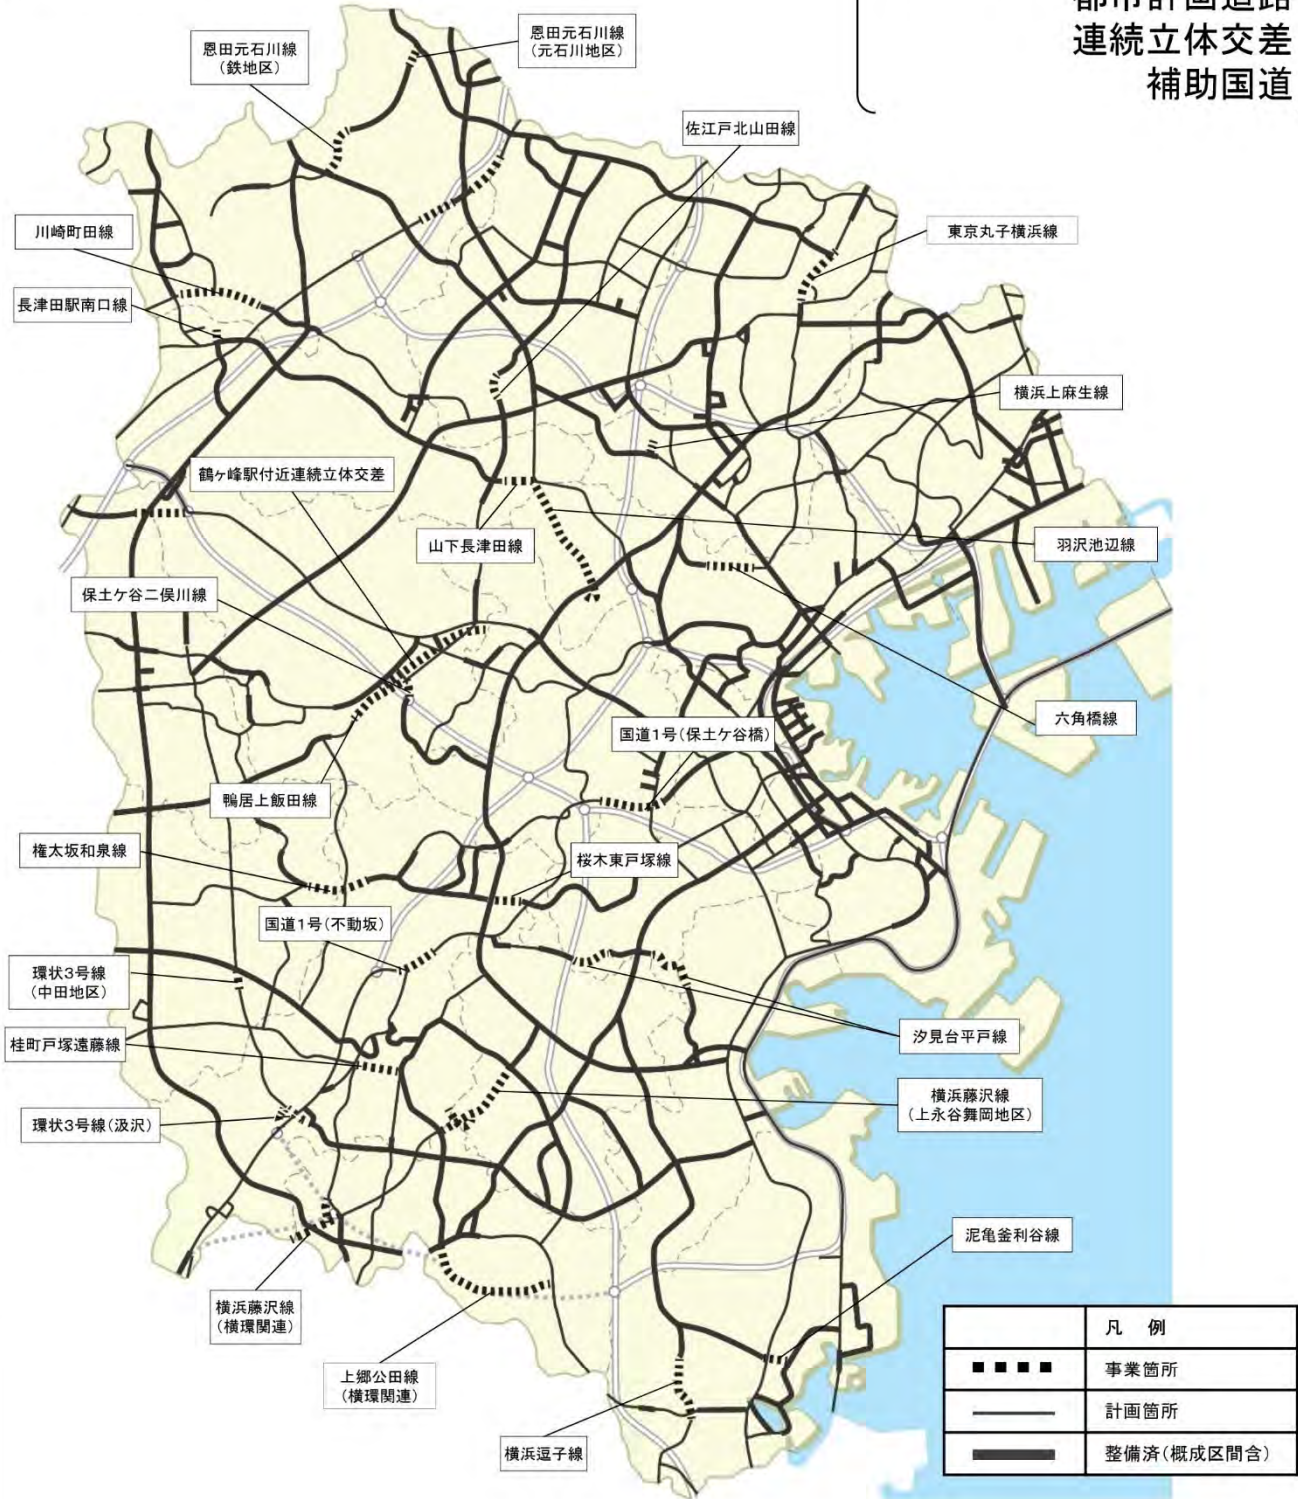 都市計画道路
連続立体交差
補助国道
恩田元石川線
(鉄地区)
恩田元石川線
(元石川地区)
佐江戸北山田線
川崎町田線
東京丸子横浜線
長津田駅南口線
横浜上麻生線
鶴ヶ峰駅付近連続立体交差
山下長津田線
羽沢池辺線
保土ケ谷二俣川線
六角橋線
国道1号(保土ケ谷橋)
鴨居上飯田線
権太坂和泉線
桜木東戸塚線
国道1号(不動坂)
環状3号線
(中田地区)
桂町戸塚遠藤線
汐見台平戸線
横浜藤沢線
(上永谷舞岡地区)
環状3号線(汲沢)
泥亀釜利谷線
横浜藤沢線
(横環関連)
上郷公田線
(横環関連)
横浜逗子線
凡 例
事業箇所
計画箇所
整備済(概成区間含)